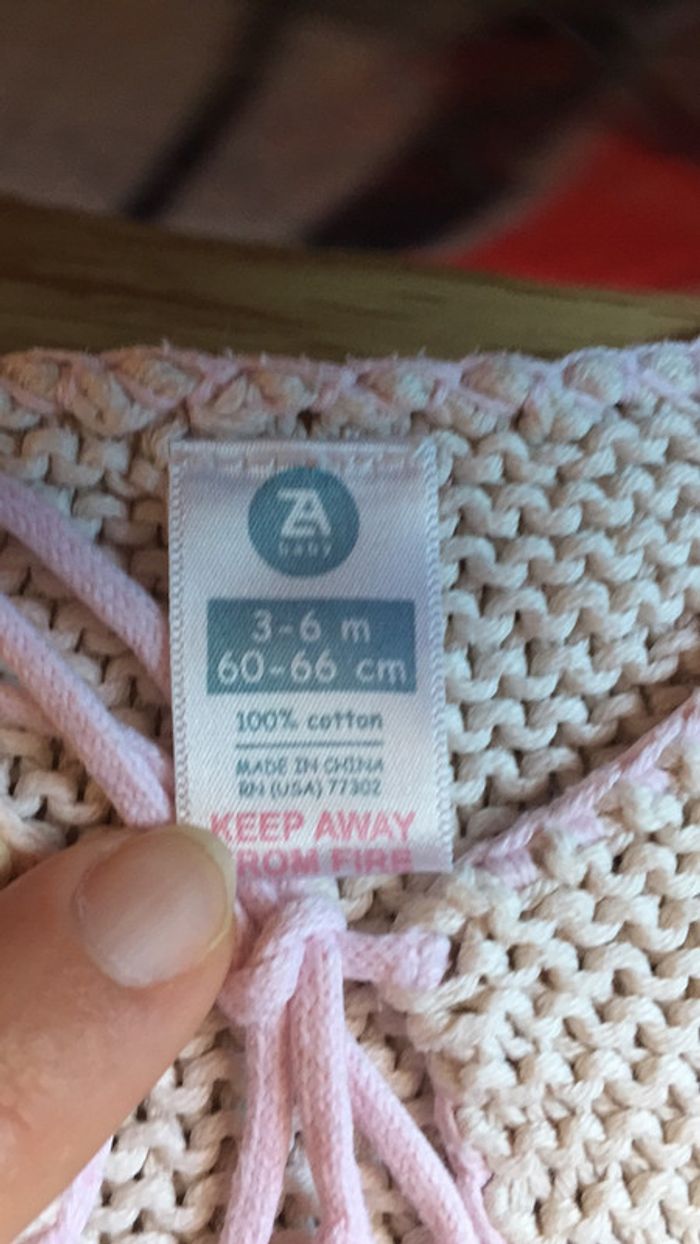 ZA
baby
3-6 m
60-66 cm
100% cotton
MADE IN CHINA
RN (USA) 77302
KEEP AWAY
FROM FIRE